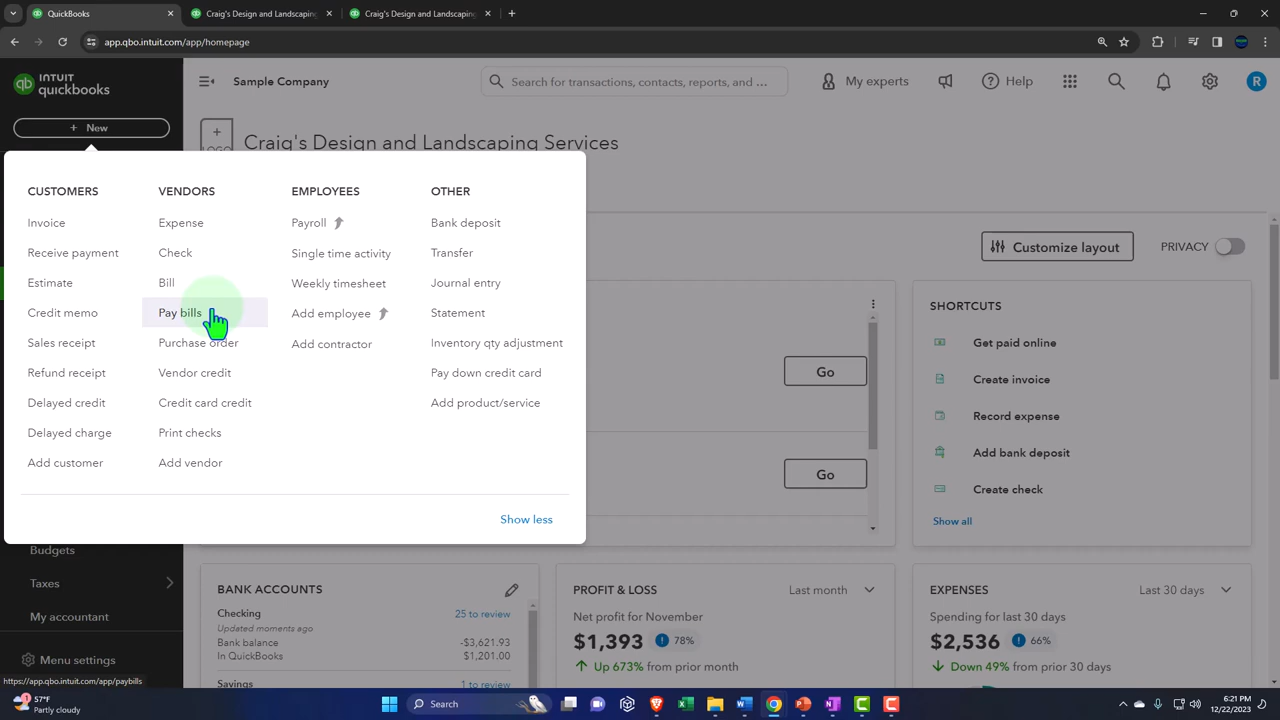 QuickBooks
Craig's Design and Landscaping
Craig's Design and Landscaping S
app.qbo.intuit.com/app/homepage
INTUIT
quickbooks
Sample Company
Search for transactions, contacts, reports, and ...
My experts
Help
R
+ New
+
Craig's Design and Landscaping Services
CUSTOMERS
Invoice
Receive payment
Estimate
Credit memo
Sales receipt
Refund receipt
Delayed credit
Delayed charge
Add customer
VENDORS
Expense
Check
Bill
Pay bills
Purchase order
Vendor credit
Credit card credit
Print checks
Add vendor
EMPLOYEES
Payroll
Single time activity
Weekly timesheet
Add employee
Add contractor
OTHER
Bank deposit
Transfer
Journal entry
Statement
Inventory qty adjustment
Pay down credit card
Add product/service
Show less
Customize layout
PRIVACY
Go
Go
SHORTCUTS
Get paid online
Create invoice
Record expense
Add bank deposit
Create check
Show all
Budgets
Taxes
My accountant
Menu settings
BANK ACCOUNTS
Checking
25 to review
Updated moments ago
Bank balance
-$3,621.93
In QuickBooks
$1,201.00
Savings
1 to review
PROFIT & LOSS
Last month
Net profit for November
$1,393
78%
Up 673% from prior month
EXPENSES
Last 30 days
Spending for last 30 days
$2,536
66%
Down 49% from prior 30 days
https://app.qbo.intuit.com/app/paybills
57°F
Partly cloudy
Search
6:21 PM
12/22/2023